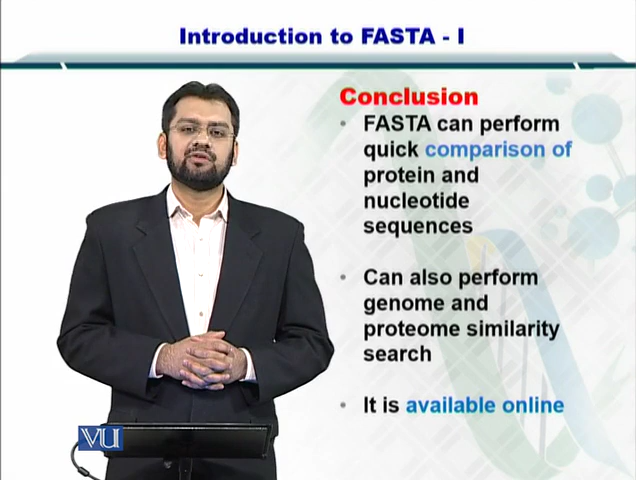 Introduction to FASTA - I
Conclusion
• FASTA can perform
quick comparison of
protein and
nucleotide
sequences
• Can also perform
genome and
proteome similarity
search
• It is available online
VU